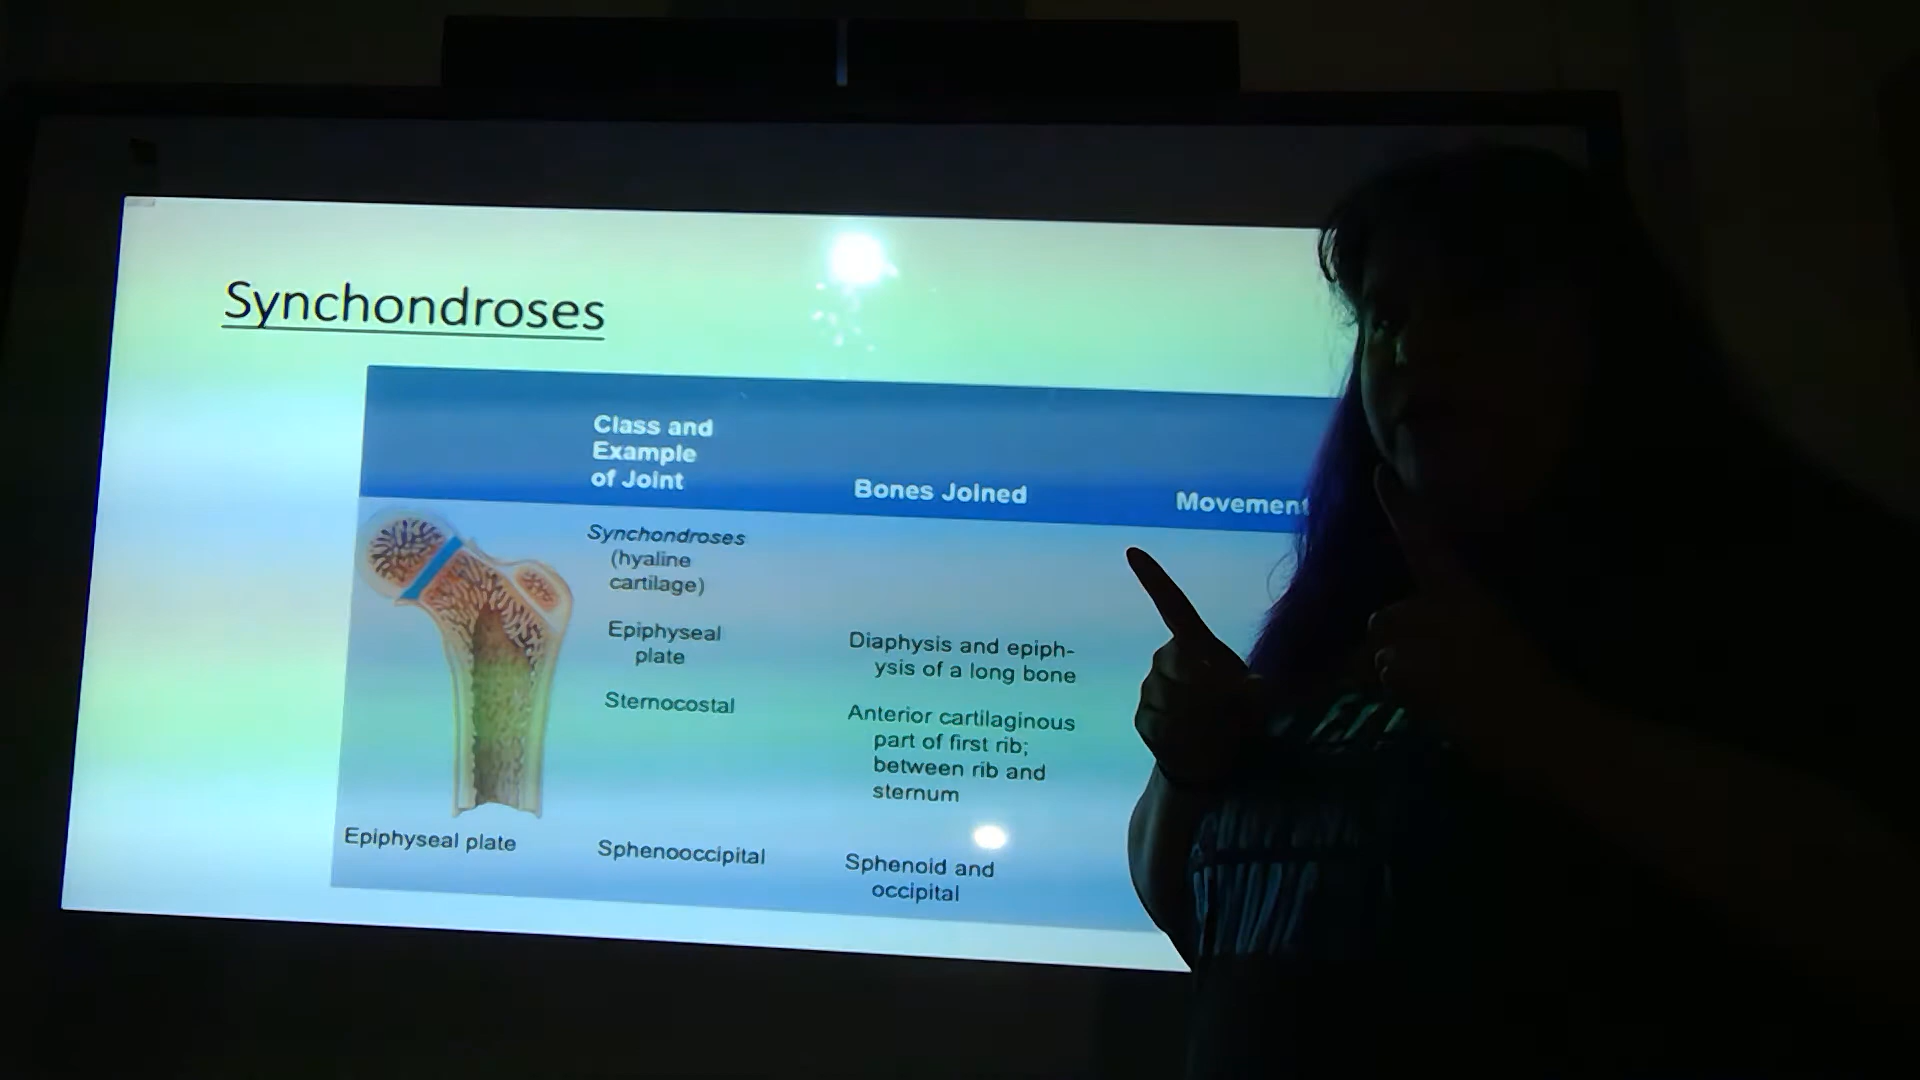 Synchondroses
Class and
Example
of Joint
Bones Joined
Movement
Synchondroses
(hyaline
cartilage)
Epiphyseal
plate
Diaphysis and epiph-
ysis of a long bone
Sternocostal
Anterior cartilaginous
part of first rib;
between rib and
sternum
Epiphyseal plate
Sphenooccipital
Sphenoid and
occipital